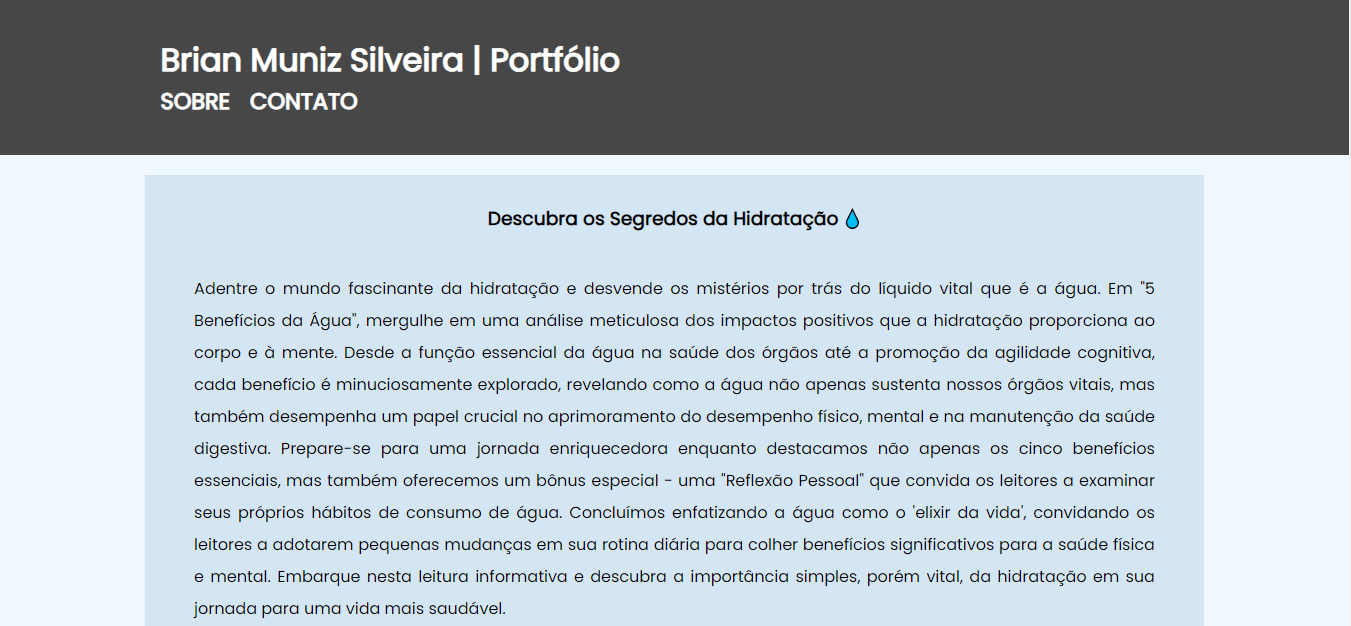 Brian Muniz Silveira | Portfólio
SOBRE CONTATO
Descubra os Segredos da Hidratação 💧
Adentre o mundo fascinante da hidratação e desvende os mistérios por trás do líquido vital que é a água. Em "5
Benefícios da Água", mergulhe em uma análise meticulosa dos impactos positivos que a hidratação proporciona ao
corpo e à mente. Desde a função essencial da água na saúde dos órgãos até a promoção da agilidade cognitiva,
cada benefício é minuciosamente explorado, revelando como a água não apenas sustenta nossos órgãos vitais, mas
também desempenha um papel crucial no aprimoramento do desempenho físico, mental e na manutenção da saúde
digestiva. Prepare-se para uma jornada enriquecedora enquanto destacamos não apenas os cinco benefícios
essenciais, mas também oferecemos um bônus especial - uma "Reflexão Pessoal" que convida os leitores a examinar
seus próprios hábitos de consumo de água. Concluímos enfatizando a água como o 'elixir da vida', convidando os
leitores a adotarem pequenas mudanças em sua rotina diária para colher benefícios significativos para a saúde física
e mental. Embarque nesta leitura informativa e descubra a importância simples, porém vital, da hidratação em sua
jornada para uma vida mais saudável.